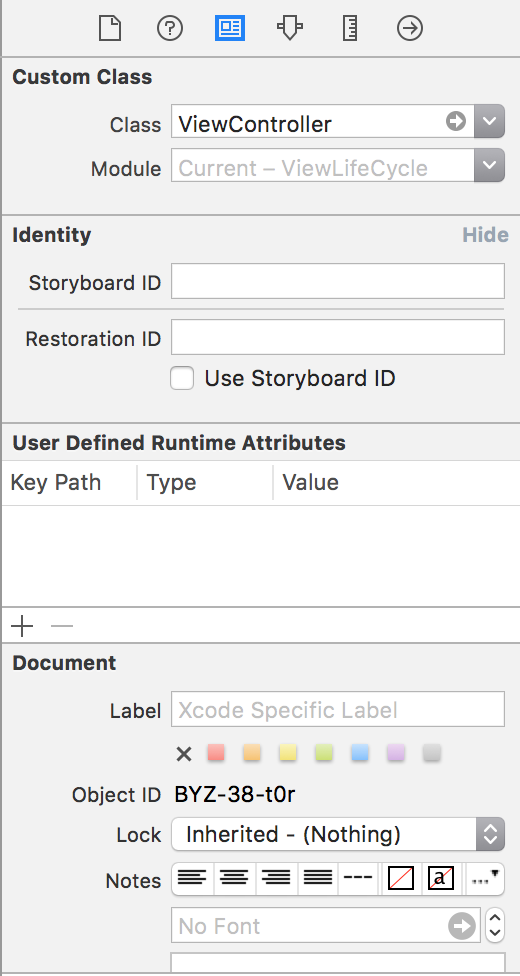 Custom Class
Class ViewController
Module Current – ViewLifeCycle
Identity Hide
Storyboard ID
Restoration ID
Use Storyboard ID
User Defined Runtime Attributes
Key Path Type Value
Document
Label Xcode Specific Label
Object ID BYZ-38-t0r
Lock Inherited - (Nothing)
Notes a
No Font